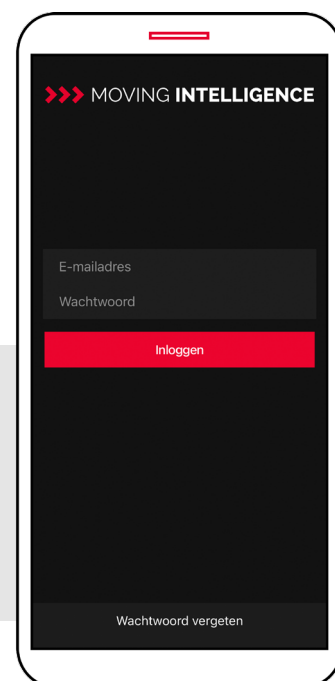 MOVING INTELLIGENCE
E-mailadres
Wachtwoord
Inloggen
Wachtwoord vergeten